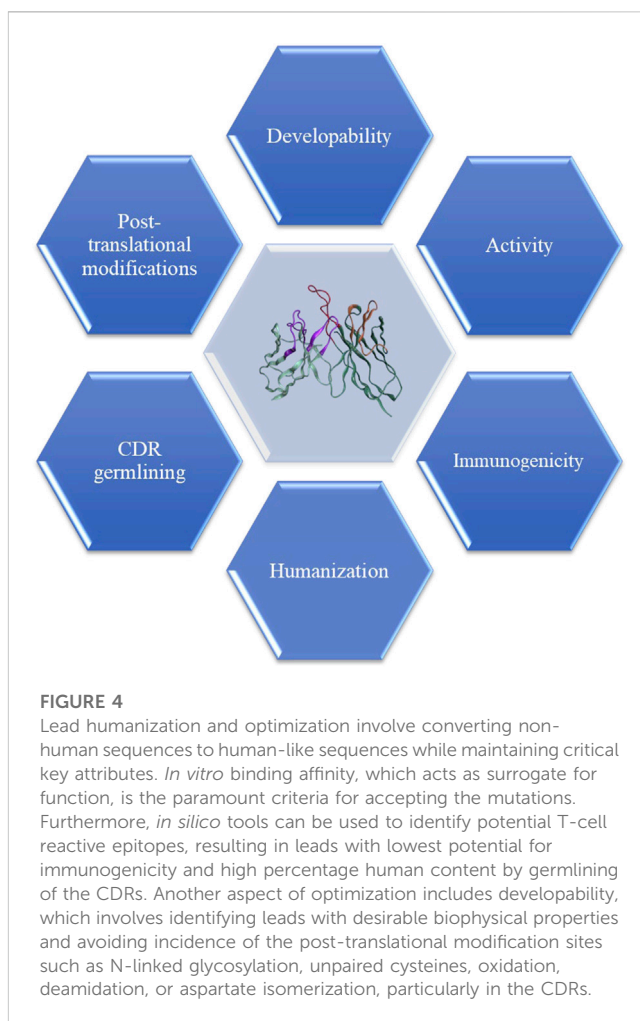 Developability
Post-
translational
modifications
Activity
CDR
germlining
Immunogenicity
Humanization
FIGURE 4
Lead humanization and optimization involve converting non-
human sequences to human-like sequences while maintaining critical
key attributes. In vitro binding affinity, which acts as surrogate for
function, is the paramount criteria for accepting the mutations.
Furthermore, in silico tools can be used to identify potential T-cell
reactive epitopes, resulting in leads with lowest potential for
immunogenicity and high percentage human content by germlining
of the CDRs. Another aspect of optimization includes developability,
which involves identifying leads with desirable biophysical properties
and avoiding incidence of the post-translational modification sites
such as N-linked glycosylation, unpaired cysteines, oxidation,
deamidation, or aspartate isomerization, particularly in the CDRs.